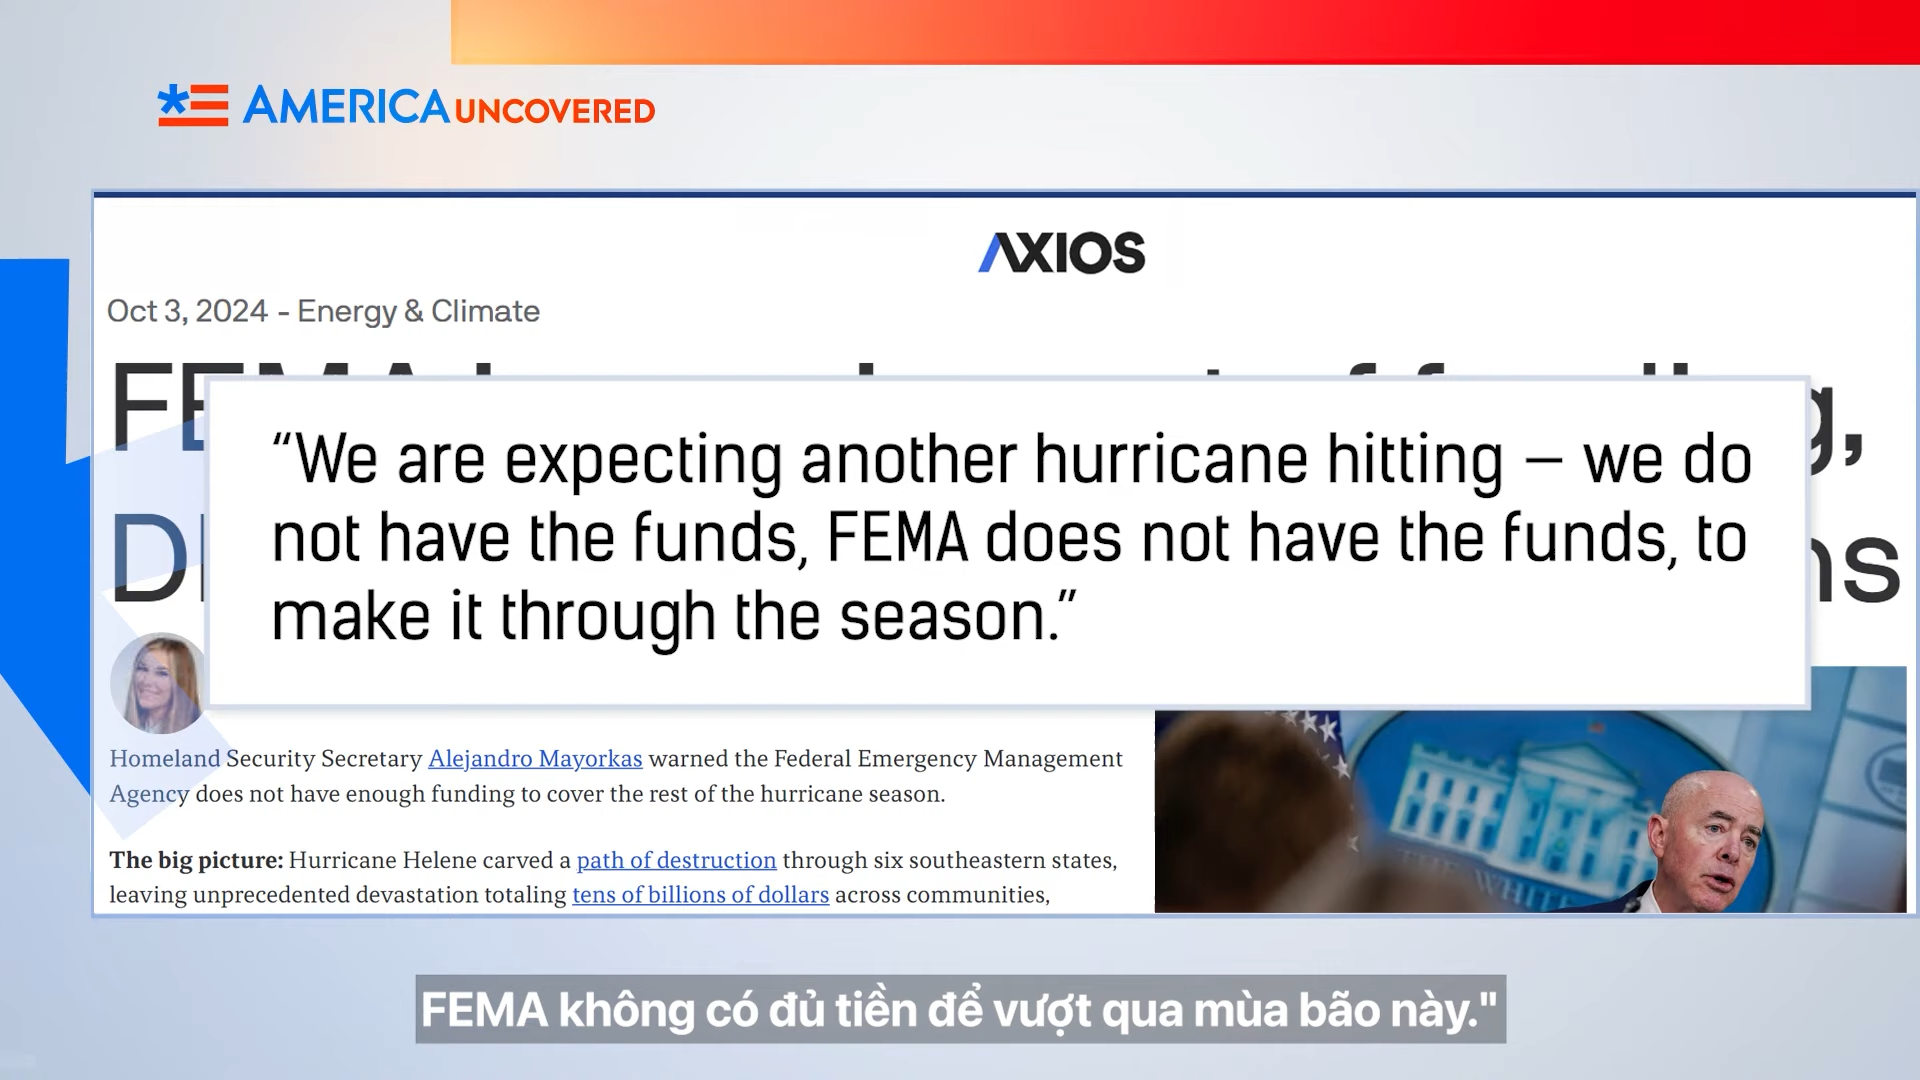 AMERICA UNCOVERED
AXIOS
Oct 3, 2024 - Energy & Climate
“We are expecting another hurricane hitting – we do
not have the funds, FEMA does not have the funds, to
make it through the season.”
Homeland Security Secretary Alejandro Mayorkas warned the Federal Emergency Management
Agency does not have enough funding to cover the rest of the hurricane season.
The big picture: Hurricane Helene carved a path of destruction through six southeastern states,
leaving unprecedented devastation totaling tens of billions of dollars across communities,
THE WHITE
FEMA không có đủ tiền để vượt qua mùa bão này."